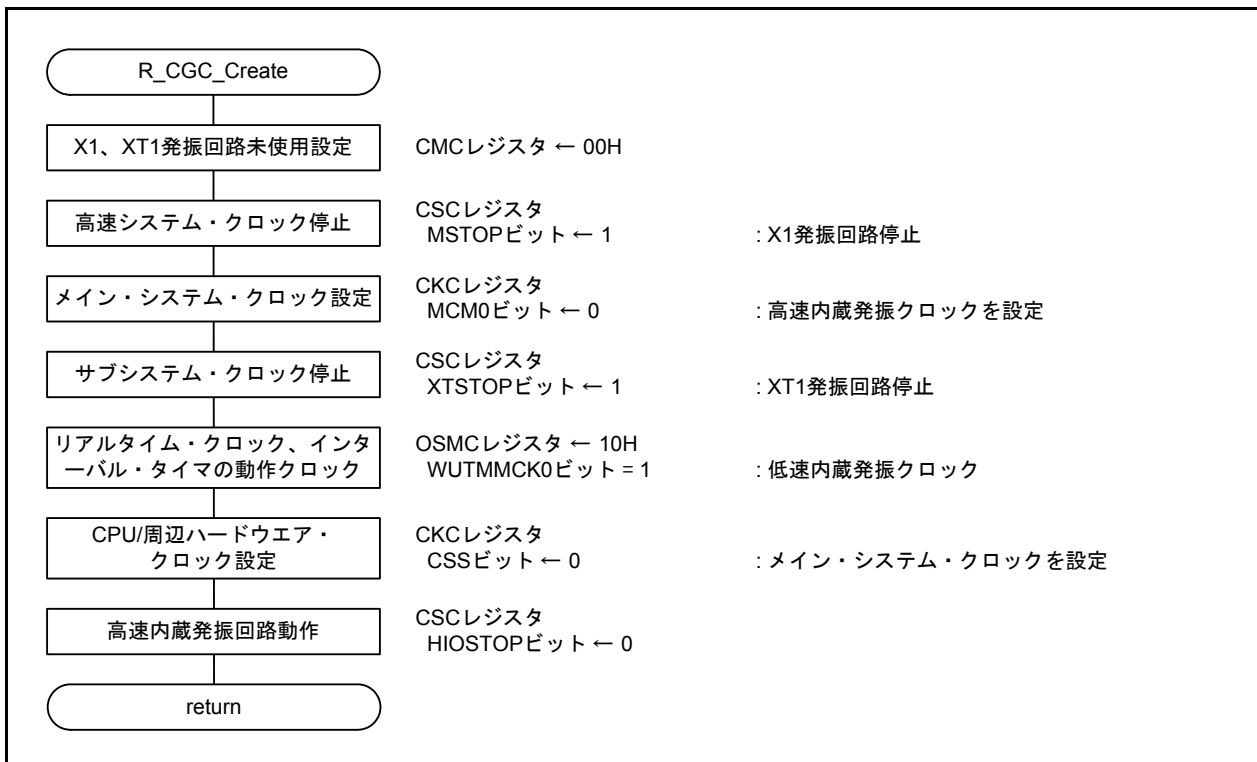 R_CGC_Create
X1、XT1発振回路未使用設定
CMCレジスタ ← 00H
高速システム・クロック停止
CSCレジスタ
MSTOPビット ← 1
: X1発振回路停止
メイン・システム・クロック設定
CKCレジスタ
MCM0ビット ← 0
: 高速内蔵発振クロックを設定
サブシステム・クロック停止
CSCレジスタ
XTSTOPビット ← 1
: XT1発振回路停止
リアルタイム・クロック、インタ
ーバル・タイマの動作クロック
OSMCレジスタ ← 10H
WUTMMCK0ビット = 1
: 低速内蔵発振クロック
CPU/周辺ハードウエア・
クロック設定
CKCレジスタ
CSSビット ← 0
: メイン・システム・クロックを設定
高速内蔵発振回路動作
CSCレジスタ
HIOSTOPビット ← 0
return